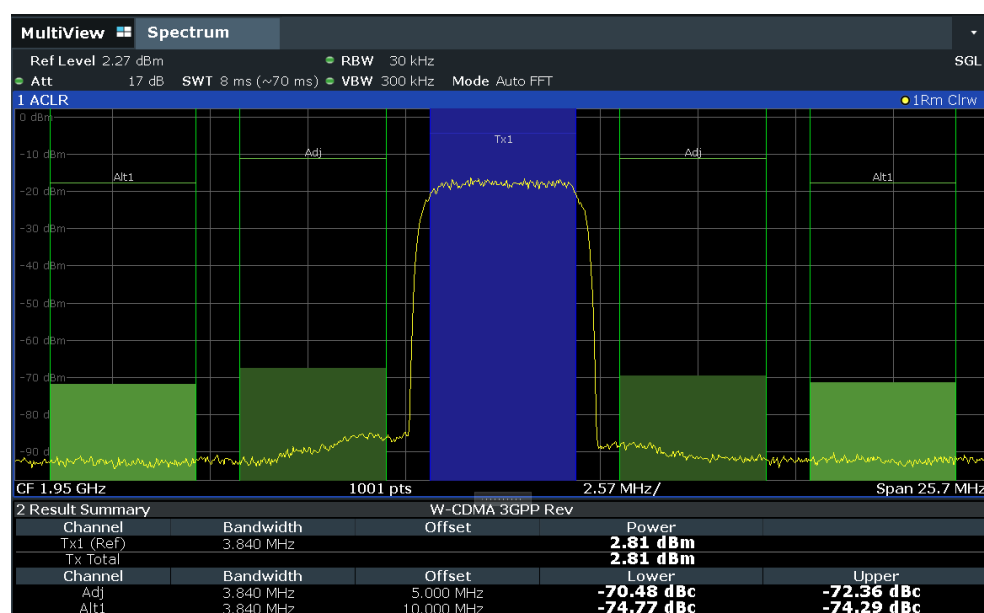 MultiView Spectrum
Ref Level 2.27 dBm RBW 30 kHz SGL
Att 17 dB SWT 8 ms (~70 ms) VBW 300 kHz Mode Auto FFT
1 ACLR 1Rm Clrw
0 dBm
Tx1
-10 dBm Adj Adj
Alt1 Alt1
-20 dBm
-30 dBm
-40 dBm
-50 dBm
-60 dBm
-70 dBm
-80 d
-90 d
CF 1.95 GHz 1001 pts 2.57 MHz/ Span 25.7 MHz
2 Result Summary W-CDMA 3GPP Rev
Channel Bandwidth Offset Power
Tx1 (Ref) 3.840 MHz 2.81 dBm
Tx Total 2.81 dBm
Channel Bandwidth Offset Lower Upper
Adj 3.840 MHz 5.000 MHz -70.48 dBc -72.36 dBc
Alt1 3.840 MHz 10.000 MHz -74.77 dBc -74.29 dBc